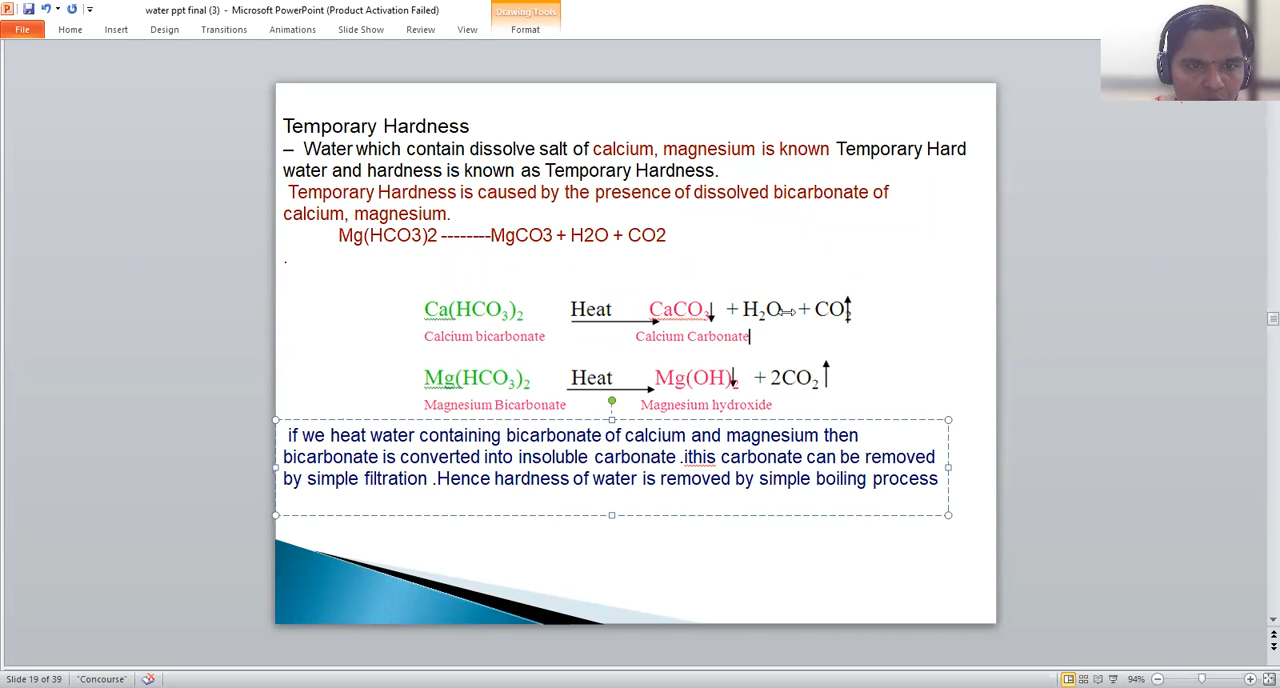 water ppt final (3) - Microsoft PowerPoint (Product Activation Failed)
Drawing Tools
File Home Insert Design Transitions Animations Slide Show Review View Format
Temporary Hardness
– Water which contain dissolve salt of calcium, magnesium is known Temporary Hard
water and hardness is known as Temporary Hardness.
Temporary Hardness is caused by the presence of dissolved bicarbonate of
calcium, magnesium.
Mg(HCO3)2 --------MgCO3 + H2O + CO2
.
Ca(HCO₃)₂ Heat CaCO₃↓ + H₂O + CO₂↑
Calcium bicarbonate Calcium Carbonate
Mg(HCO₃)₂ Heat Mg(OH)₂↓ + 2CO₂↑
Magnesium Bicarbonate Magnesium hydroxide
if we heat water containing bicarbonate of calcium and magnesium then
bicarbonate is converted into insoluble carbonate .ithis carbonate can be removed
by simple filtration .Hence hardness of water is removed by simple boiling process
Slide 19 of 39 "Concourse" 94%